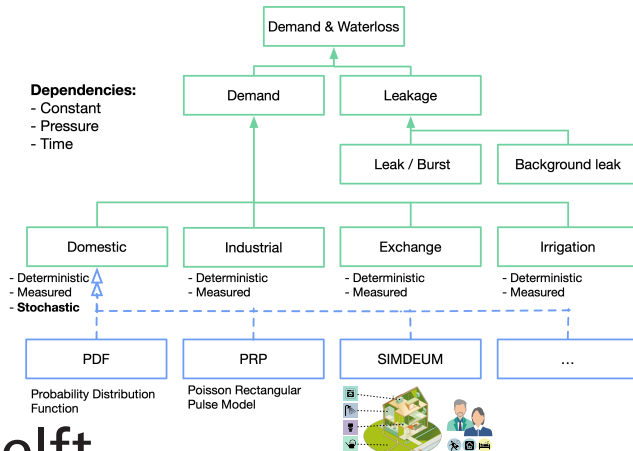 Demand & Waterloss
Dependencies:
- Constant
- Pressure
- Time
Demand
Leakage
Leak / Burst
Background leak
Domestic
Industrial
Exchange
Irrigation
- Deterministic
- Measured
- Stochastic
- Deterministic
- Measured
- Deterministic
- Measured
- Deterministic
- Measured
PDF
PRP
SIMDEUM
...
Probability Distribution
Function
Poisson Rectangular
Pulse Model
elft